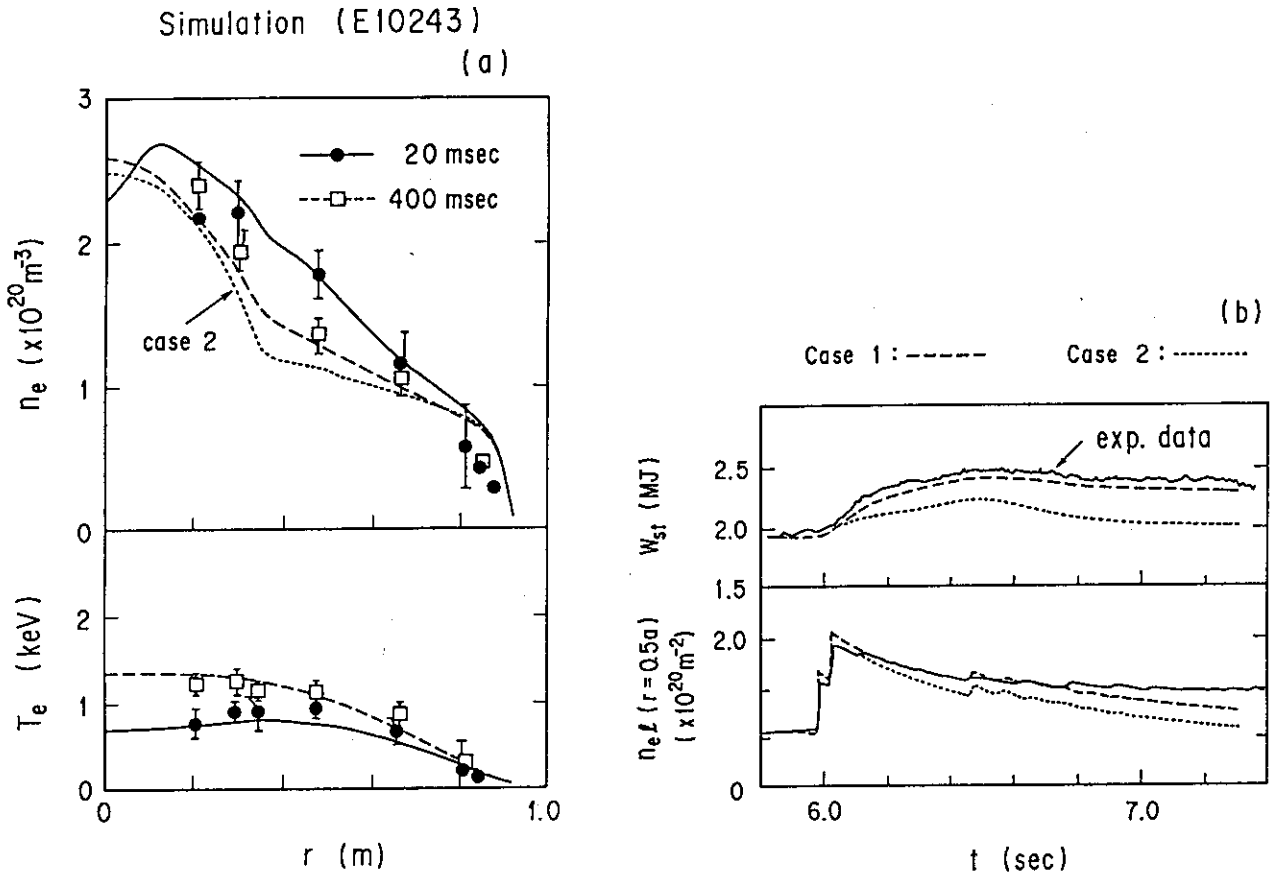 Simulation (E10243)
(a)
3
2
1
0
n_e (x10^20 m^-3)
20 msec
400 msec
case 2
2
1
0
T_e (keV)
0
1.0
r (m)
(b)
Case 1 :
Case 2 :
exp. data
2.5
2.0
1.5
W_st (MJ)
2.0
0
n_e ℓ (r = 0.5a)
(x10^20 m^-2)
6.0
7.0
t (sec)